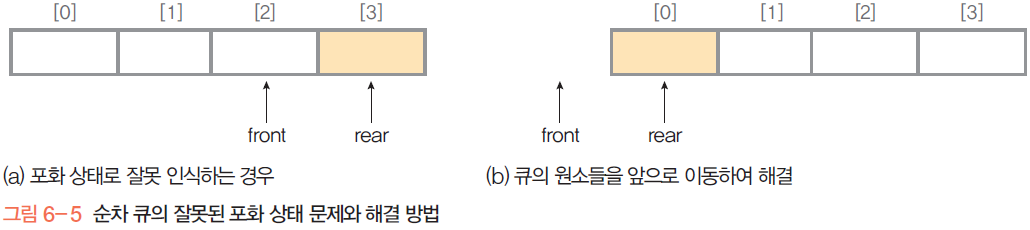 [0] [1] [2] [3]
front rear
(a) 포화 상태로 잘못 인식하는 경우
[0] [1] [2] [3]
front rear
(b) 큐의 원소들을 앞으로 이동하여 해결
그림 6-5 순차 큐의 잘못된 포화 상태 문제와 해결 방법